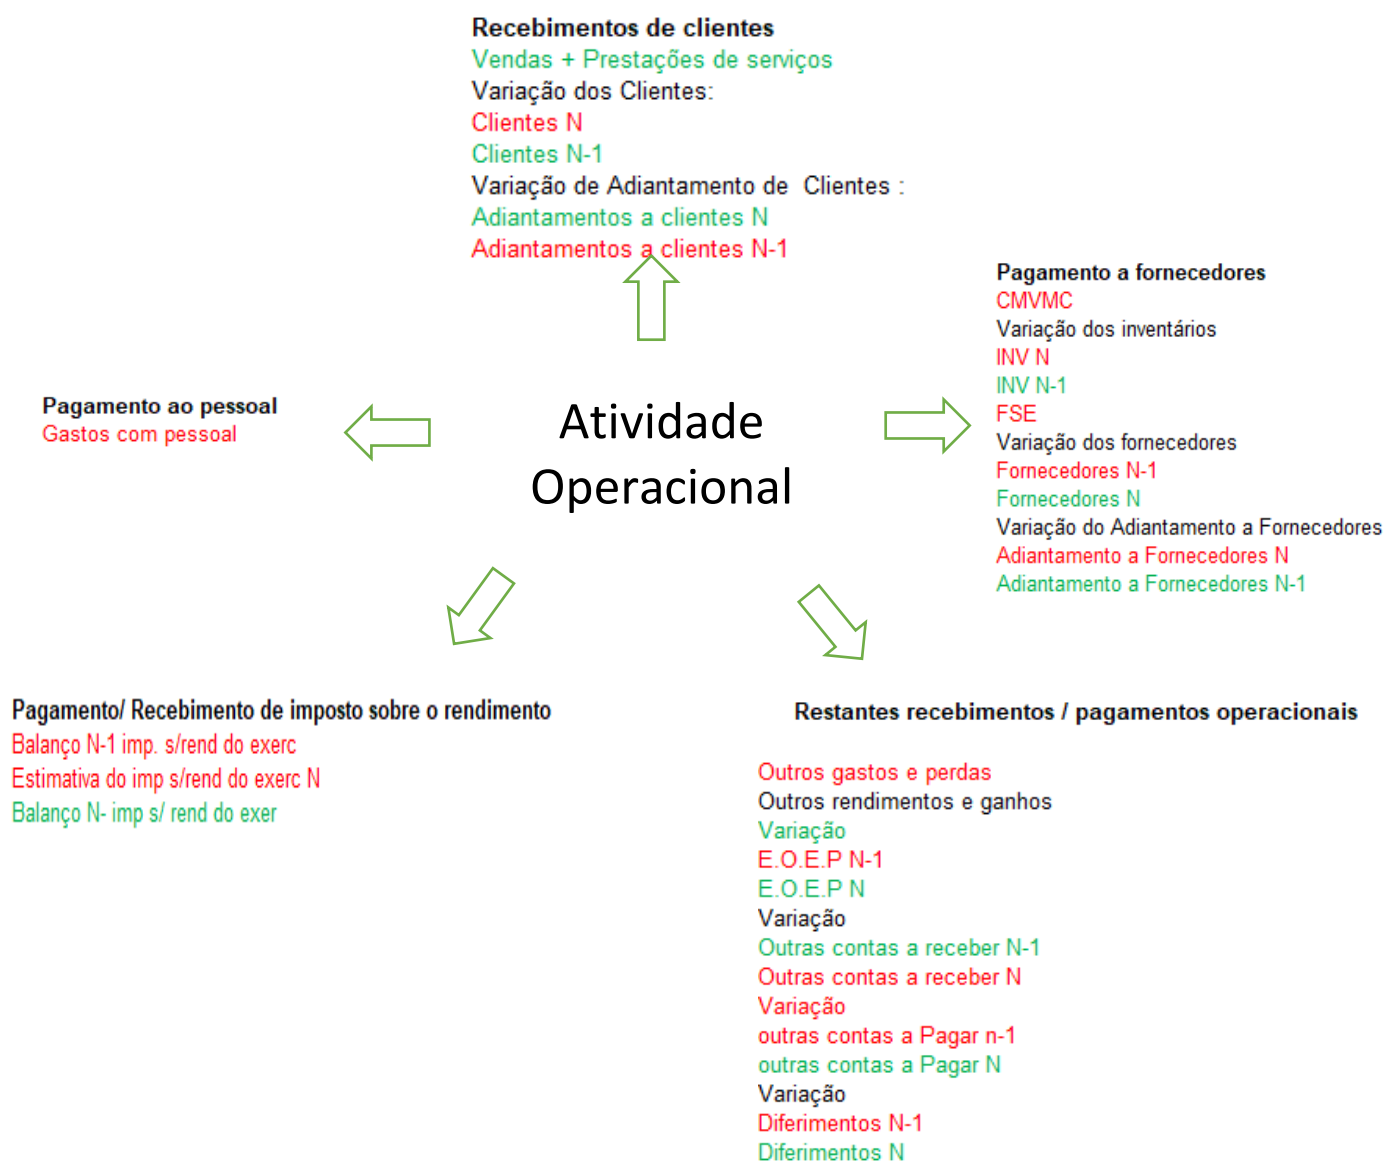 Recebimentos de clientes
Vendas + Prestações de serviços
Variação dos Clientes:
Clientes N
Clientes N-1
Variação de Adiantamento de  Clientes :
Adiantamentos a clientes N
Adiantamentos a clientes N-1
Pagamento a fornecedores
CMVMC
Variação dos inventários
INV N
INV N-1
FSE
Variação dos fornecedores
Fornecedores N-1
Fornecedores N
Variação do Adiantamento a Fornecedores
Adiantamento a Fornecedores N
Adiantamento a Fornecedores N-1
Pagamento ao pessoal
Gastos com pessoal
Atividade
Operacional
Pagamento/ Recebimento de imposto sobre o rendimento
Balanço N-1 imp. s/rend do exerc
Estimativa do imp s/rend do exerc N
Balanço N- imp s/ rend do exer
Restantes recebimentos / pagamentos operacionais
Outros gastos e perdas
Outros rendimentos e ganhos
Variação
E.O.E.P N-1
E.O.E.P N
Variação
Outras contas a receber N-1
Outras contas a receber N
Variação
outras contas a Pagar n-1
outras contas a Pagar N
Variação
Diferimentos N-1
Diferimentos N